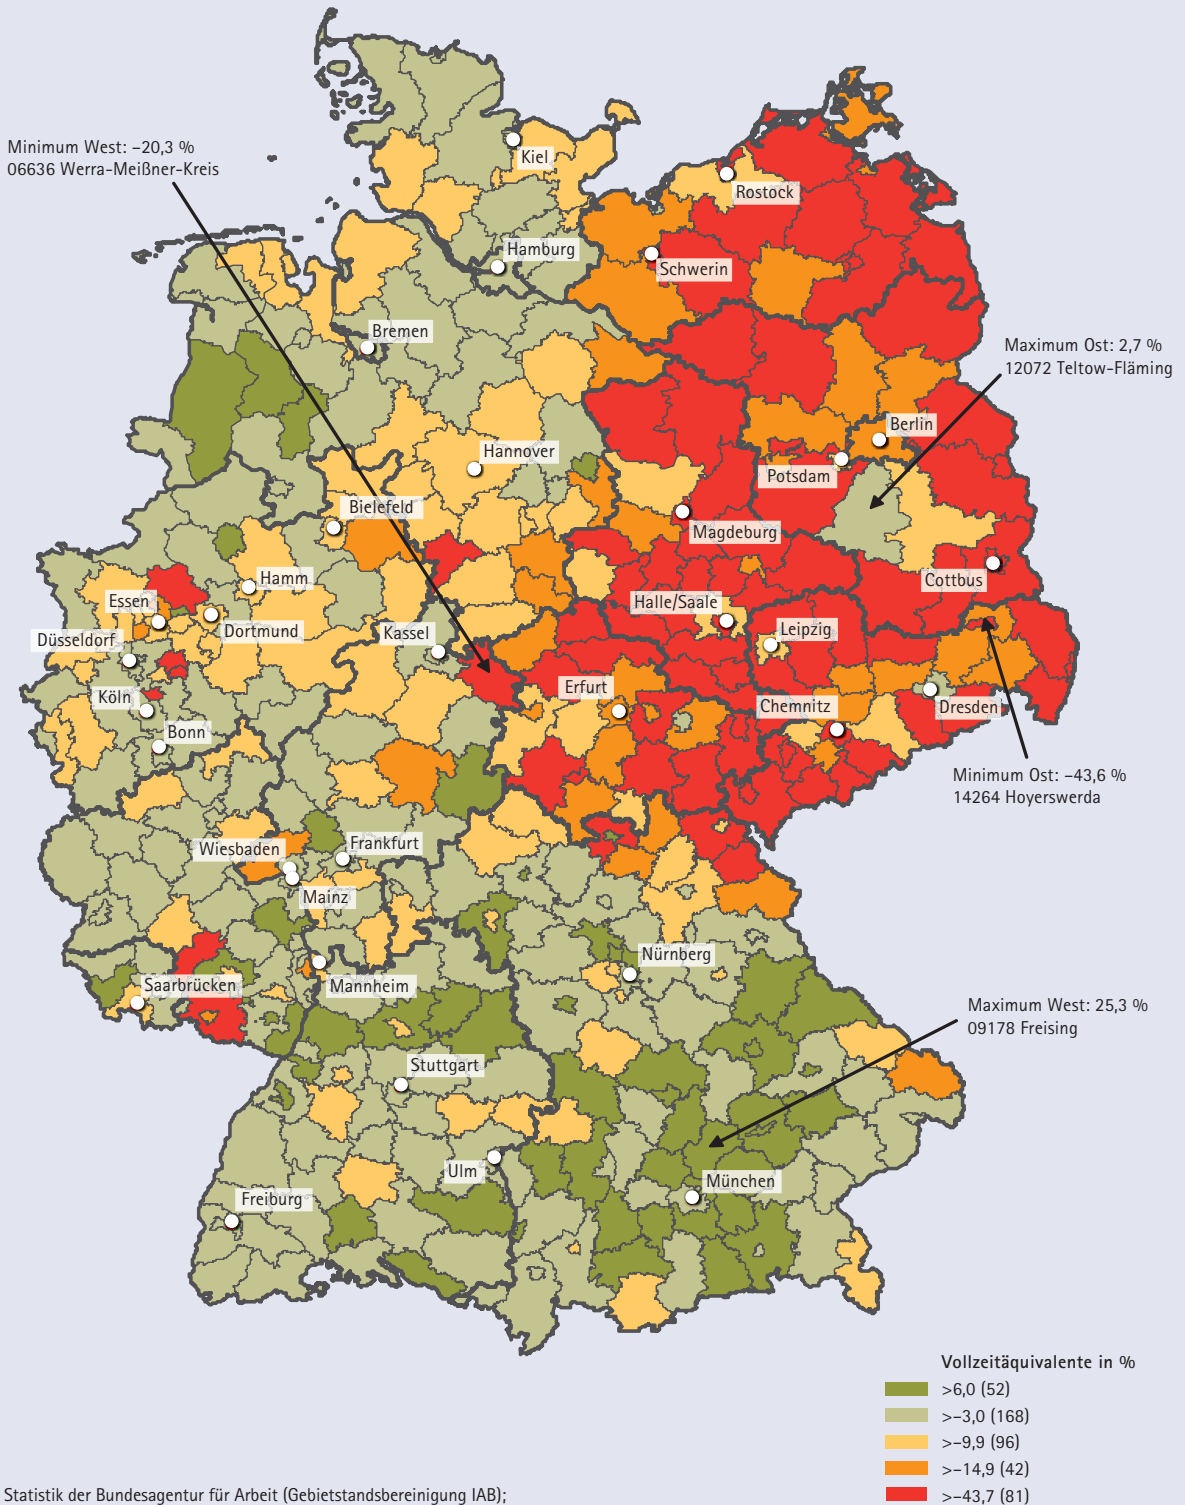 Minimum West: –20,3 %
06636 Werra-Meißner-Kreis
Kiel
Rostock
Hamburg
Schwerin
Bremen
Maximum Ost: 2,7 %
12072 Teltow-Fläming
Berlin
Hannover
Potsdam
Bielefeld
Magdeburg
Cottbus
Hamm
Essen
Halle/Saale
Dortmund
Leipzig
Düsseldorf
Kassel
Köln
Erfurt
Chemnitz
Dresden
Bonn
Minimum Ost: –43,6 %
14264 Hoyerswerda
Wiesbaden
Frankfurt
Mainz
Nürnberg
Saarbrücken
Mannheim
Maximum West: 25,3 %
09178 Freising
Stuttgart
Ulm
München
Freiburg
Vollzeitäquivalente in %
>6,0 (52)
>–3,0 (168)
>–9,9 (96)
>–14,9 (42)
>–43,7 (81)
Statistik der Bundesagentur für Arbeit (Gebietstandsbereinigung IAB);